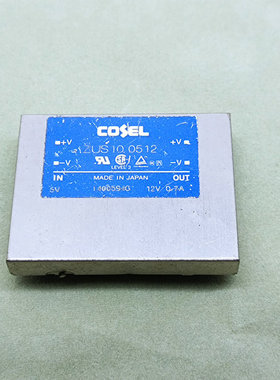 COSEL
ZUS10 0512
+V +V
-V LEVEL 3 -V
IN MADE IN JAPAN OUT
5V 12V 0.7A